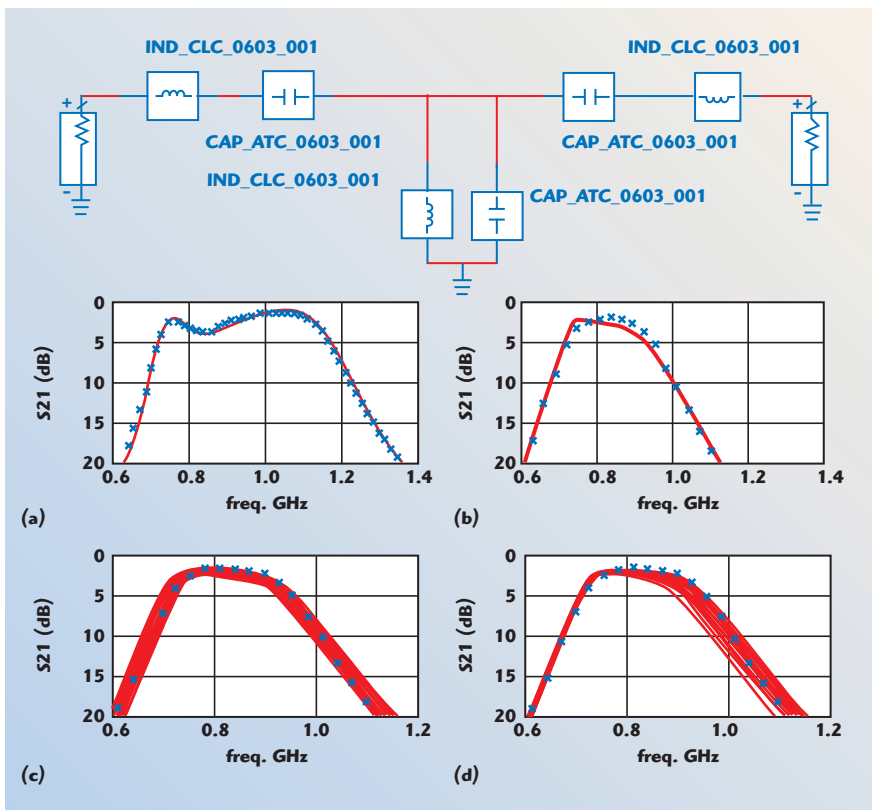 IND_CLC_0603_001
IND_CLC_0603_001
+
+
CAP_ATC_0603_001
CAP_ATC_0603_001
IND_CLC_0603_001
CAP_ATC_0603_001
-
-
0
5
10
15
20
S21 (dB)
0.6 0.8 1.0 1.2 1.4
freq. GHz
(a)
0
5
10
15
20
S21 (dB)
0.6 0.8 1.0 1.2 1.4
freq. GHz
(b)
0
5
10
15
20
S21 (dB)
0.6 0.8 1.0 1.2
freq. GHz
(c)
0
5
10
15
20
S21 (dB)
0.6 0.8 1.0 1.2
freq. GHz
(d)